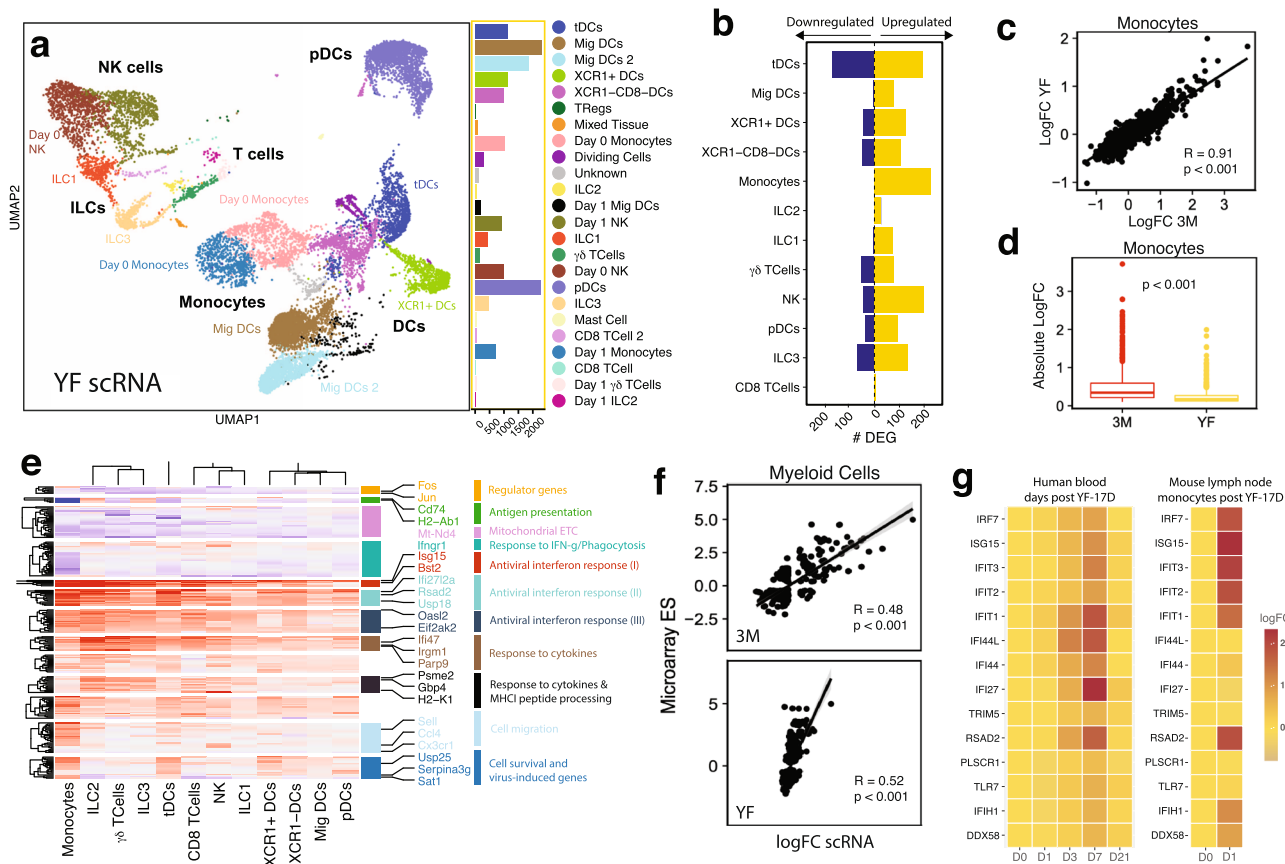 a
NK cells
Day 0
NK
ILC1
ILCs
ILC3
T cells
pDCs
tDCs
Day 0 Monocytes
Day 0 Monocytes
Monocytes
Mig DCs
Mig DCs 2
XCR1+ DCs
DCs
YF scRNA
UMAP1
UMAP2
0
500
1000
1500
2000
tDCs
Mig DCs
Mig DCs 2
XCR1+ DCs
XCR1−CD8−DCs
TRegs
Mixed Tissue
Day 0 Monocytes
Dividing Cells
Unknown
ILC2
Day 1 Mig DCs
Day 1 NK
ILC1
γδ TCells
Day 0 NK
pDCs
ILC3
Mast Cell
CD8 TCell 2
Day 1 Monocytes
CD8 TCell
Day 1 γδ TCells
Day 1 ILC2
b
Downregulated Upregulated
tDCs
Mig DCs
XCR1+ DCs
XCR1−CD8−DCs
Monocytes
ILC2
ILC1
γδ TCells
NK
pDCs
ILC3
CD8 TCells
200 100 0 100 200
# DEG
c
Monocytes
LogFC YF
2
1
0
−1
R = 0.91
p < 0.001
−1 0 1 2 3
LogFC 3M
d
Monocytes
Absolute LogFC
p < 0.001
3
2
1
0
3M YF
e
Fos
Jun
Cd74
H2−Ab1
Mt-Nd4
Ifngr1
Isg15
Bst2
Ifi27l2a
Rsad2
Usp18
Oasl2
Eif2ak2
Ifi47
Irgm1
Parp9
Psme2
Gbp4
H2−K1
Sell
Ccl4
Cx3cr1
Usp25
Serpina3g
Sat1
Regulator genes
Antigen presentation
Mitochondrial ETC
Response to IFN-g/Phagocytosis
Antiviral interferon response (I)
Antiviral interferon response (II)
Antiviral interferon response (III)
Response to cytokines
Response to cytokines &
MHCI peptide processing
Cell migration
Cell survival and
virus-induced genes
Monocytes
ILC2
γδ TCells
ILC3
tDCs
CD8 TCells
NK
ILC1
XCR1+ DCs
XCR1−DCs
Mig DCs
pDCs
f
Myeloid Cells
Microarray ES
7.5
5.0
2.5
0.0
−2.5
R = 0.48
p < 0.001
3M
5
0
R = 0.52
p < 0.001
YF
logFC scRNA
g
Human blood
days post YF-17D
IRF7
ISG15
IFIT3
IFIT2
IFIT1
IFI44L
IFI44
IFI27
TRIM5
RSAD2
PLSCR1
TLR7
IFIH1
DDX58
D0 D1 D3 D7 D21
Mouse lymph node
monocytes post YF-17D
IRF7
ISG15
IFIT3
IFIT2
IFIT1
IFI44L
IFI44
IFI27
TRIM5
RSAD2
PLSCR1
TLR7
IFIH1
DDX58
D0 D1
2
1
0